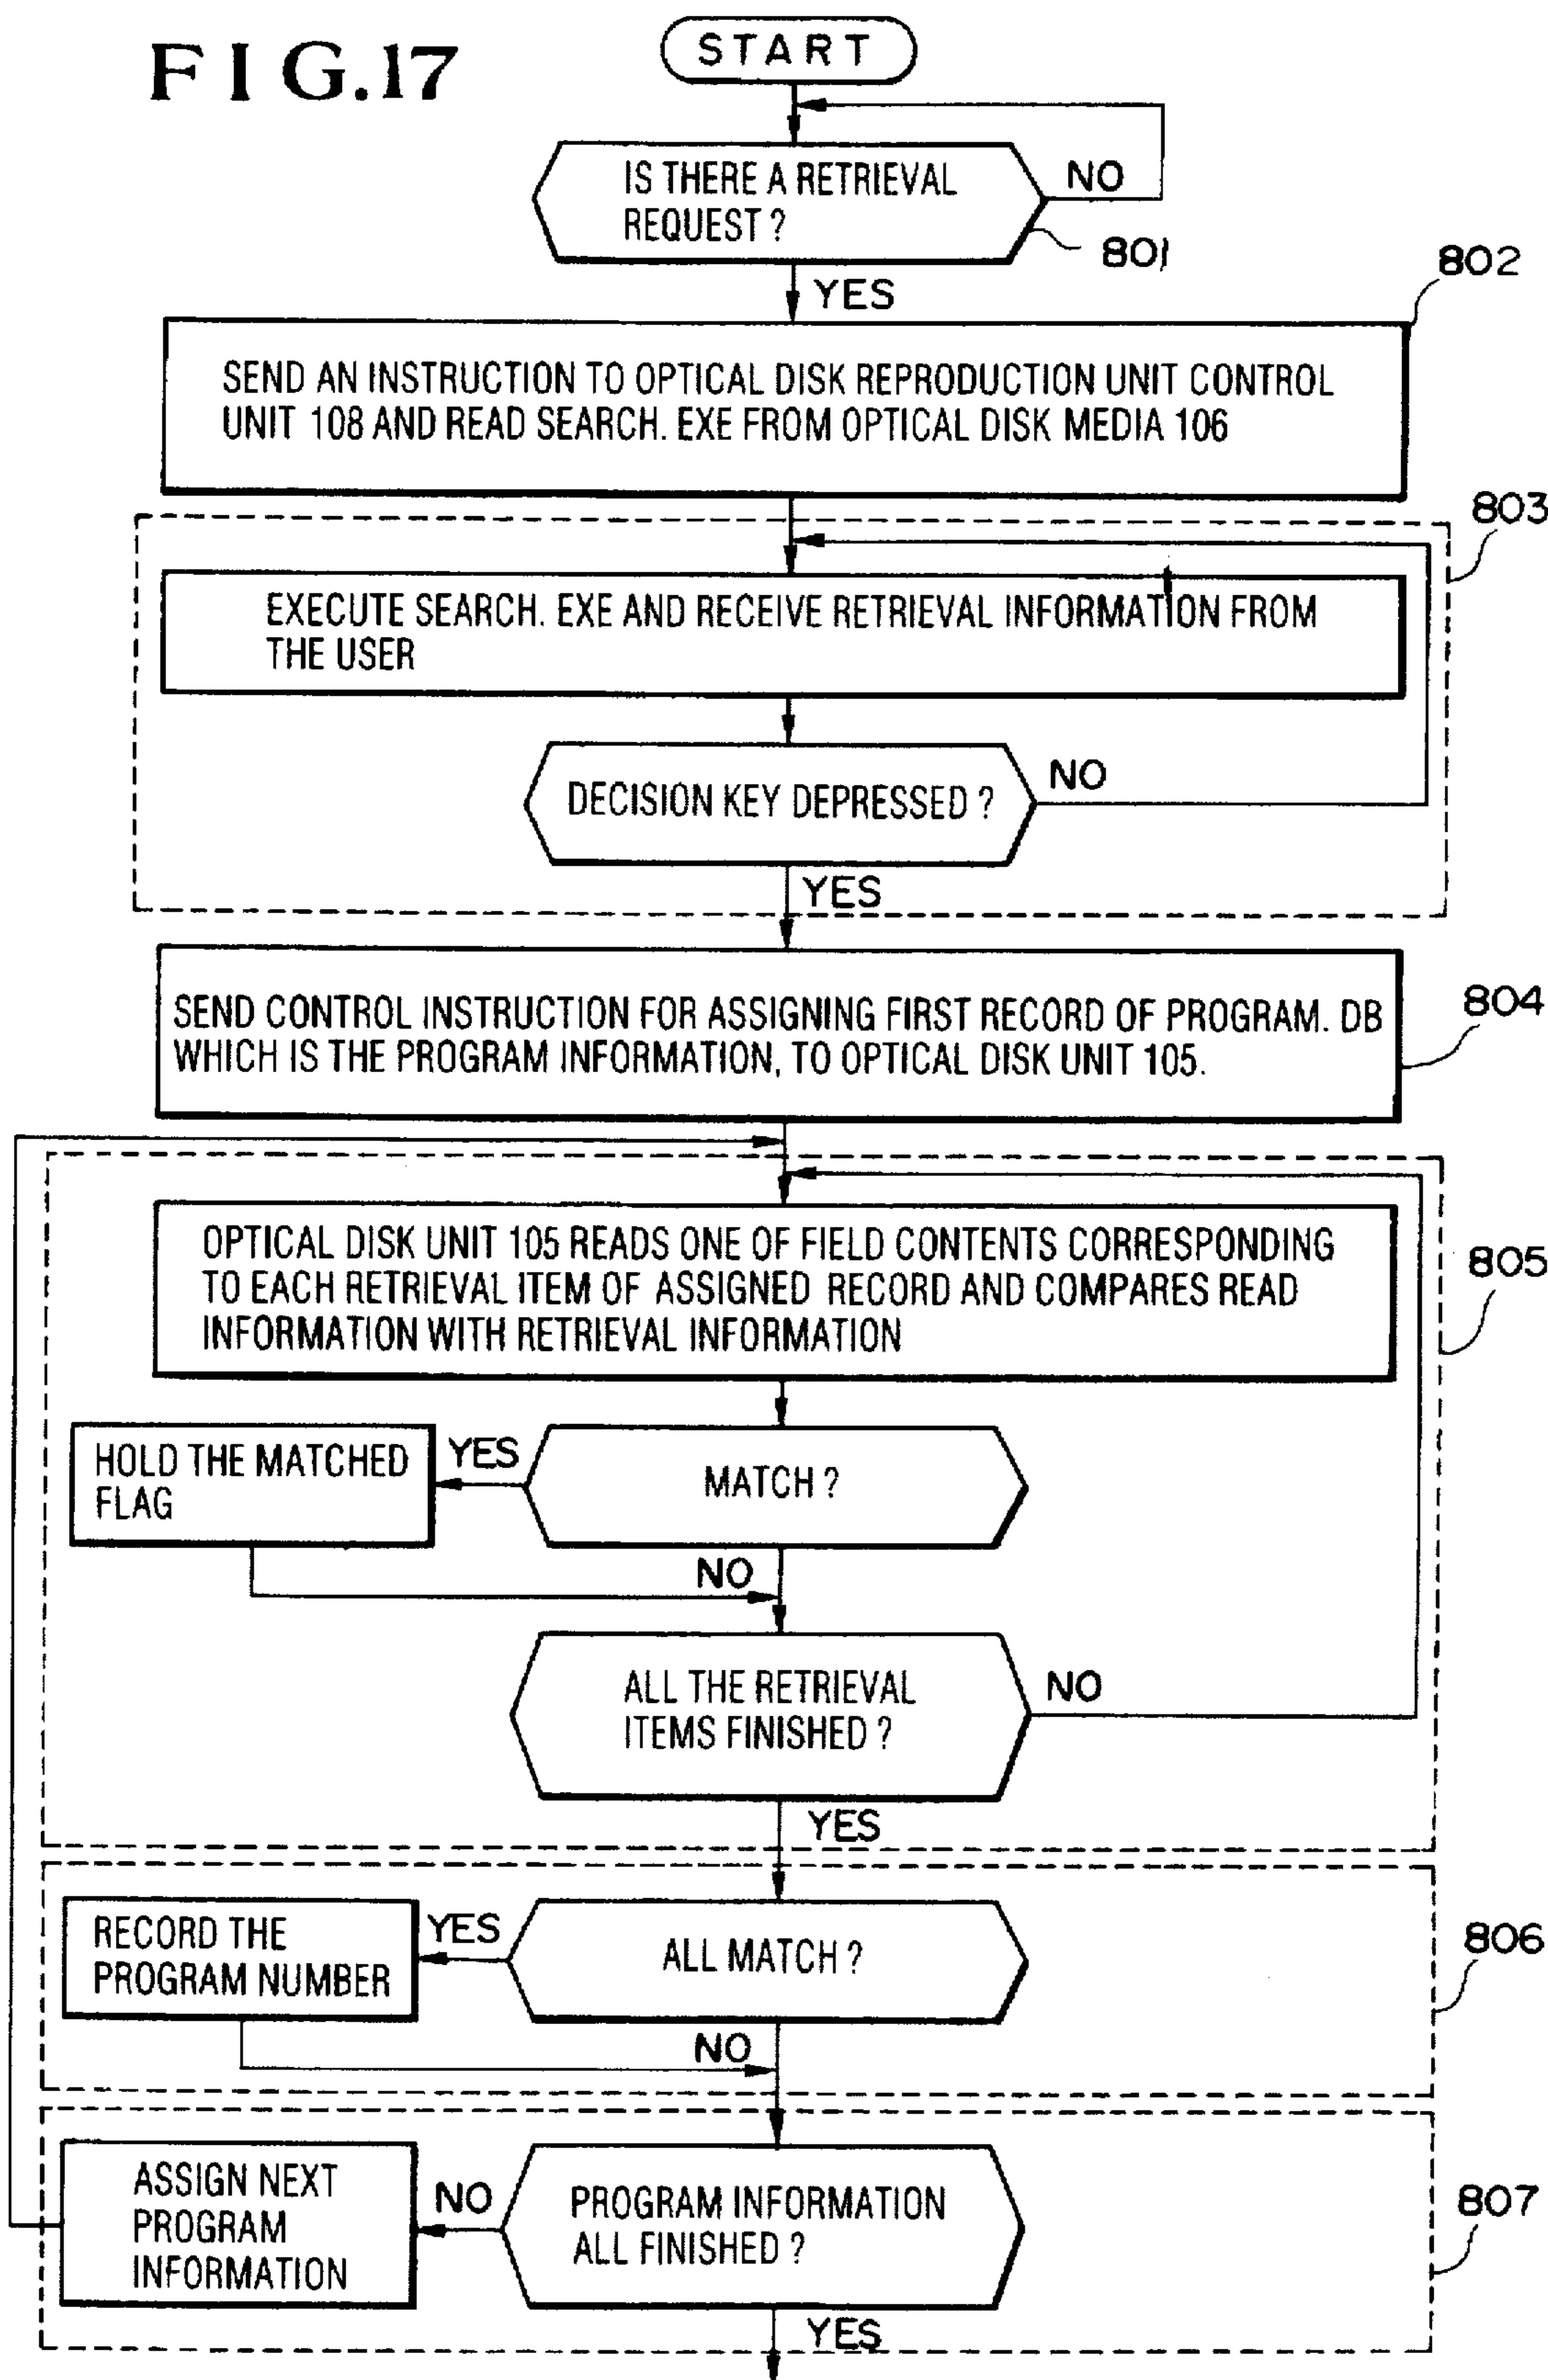 FIG.17
START
IS THERE A RETRIEVAL
REQUEST ?
NO
801
YES
802
SEND AN INSTRUCTION TO OPTICAL DISK REPRODUCTION UNIT CONTROL
UNIT 108 AND READ SEARCH. EXE FROM OPTICAL DISK MEDIA 106
803
EXECUTE SEARCH. EXE AND RECEIVE RETRIEVAL INFORMATION FROM
THE USER
DECISION KEY DEPRESSED ?
NO
YES
SEND CONTROL INSTRUCTION FOR ASSIGNING FIRST RECORD OF PROGRAM. DB
WHICH IS THE PROGRAM INFORMATION, TO OPTICAL DISK UNIT 105.
804
OPTICAL DISK UNIT 105 READS ONE OF FIELD CONTENTS CORRESPONDING
TO EACH RETRIEVAL ITEM OF ASSIGNED RECORD AND COMPARES READ
INFORMATION WITH RETRIEVAL INFORMATION
805
HOLD THE MATCHED
FLAG
YES
MATCH ?
NO
ALL THE RETRIEVAL
ITEMS FINISHED ?
NO
YES
RECORD THE
PROGRAM NUMBER
YES
ALL MATCH ?
806
NO
ASSIGN NEXT
PROGRAM
INFORMATION
NO
PROGRAM INFORMATION
ALL FINISHED ?
807
YES